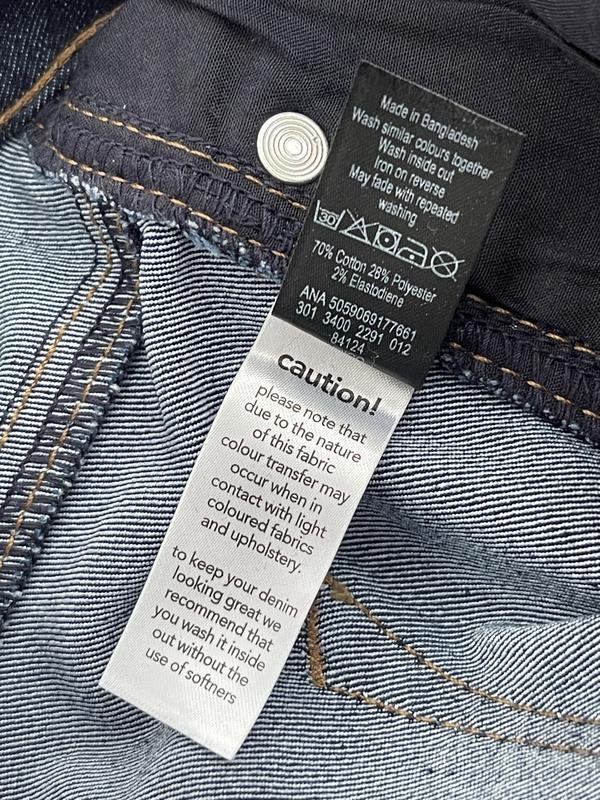 Made in Bangladesh
Wash similar colours together
Wash inside out
Iron on reverse
May fade with repeated
washing
30
70% Cotton 28% Polyester
2% Elastodiene
ANA 5059069177661
301 3400 2291 012
84124
caution!
please note that
due to the nature
of this fabric
colour transfer may
occur when in
contact with light
coloured fabrics
and upholstery.
to keep your denim
looking great we
recommend that
you wash it inside
out without the
use of softners